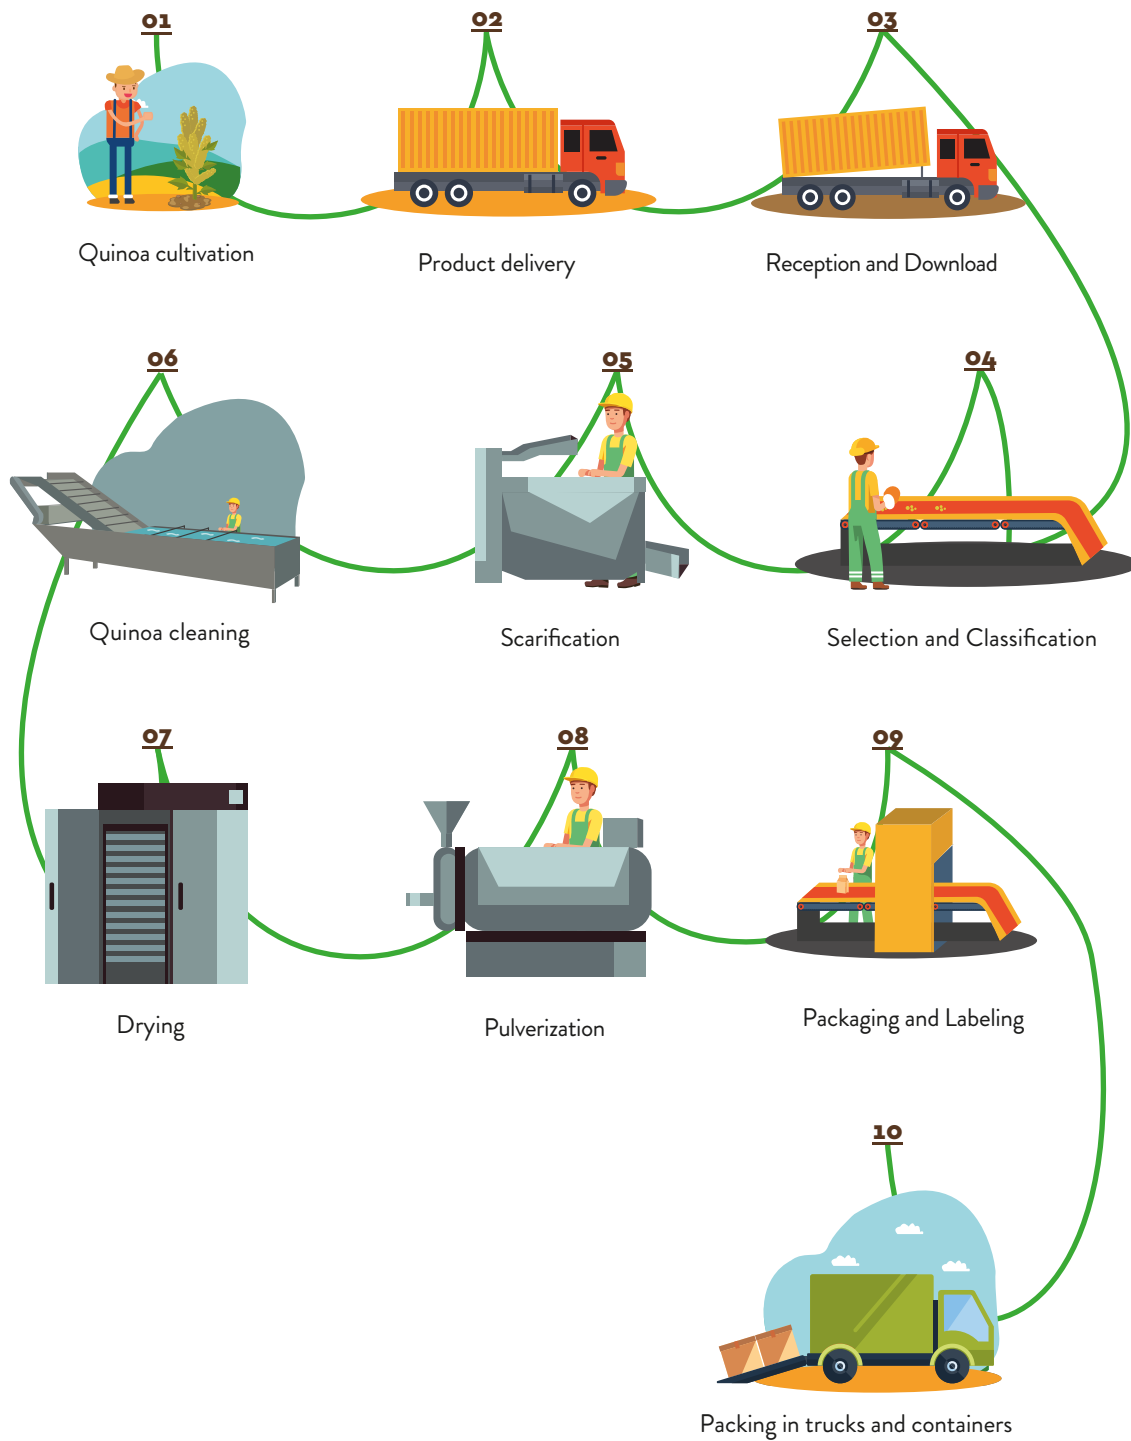 01
Quinoa cultivation
02
Product delivery
03
Reception and Download
04
Selection and Classification
05
Scarification
06
Quinoa cleaning
07
Drying
08
Pulverization
09
Packaging and Labeling
10
Packing in trucks and containers